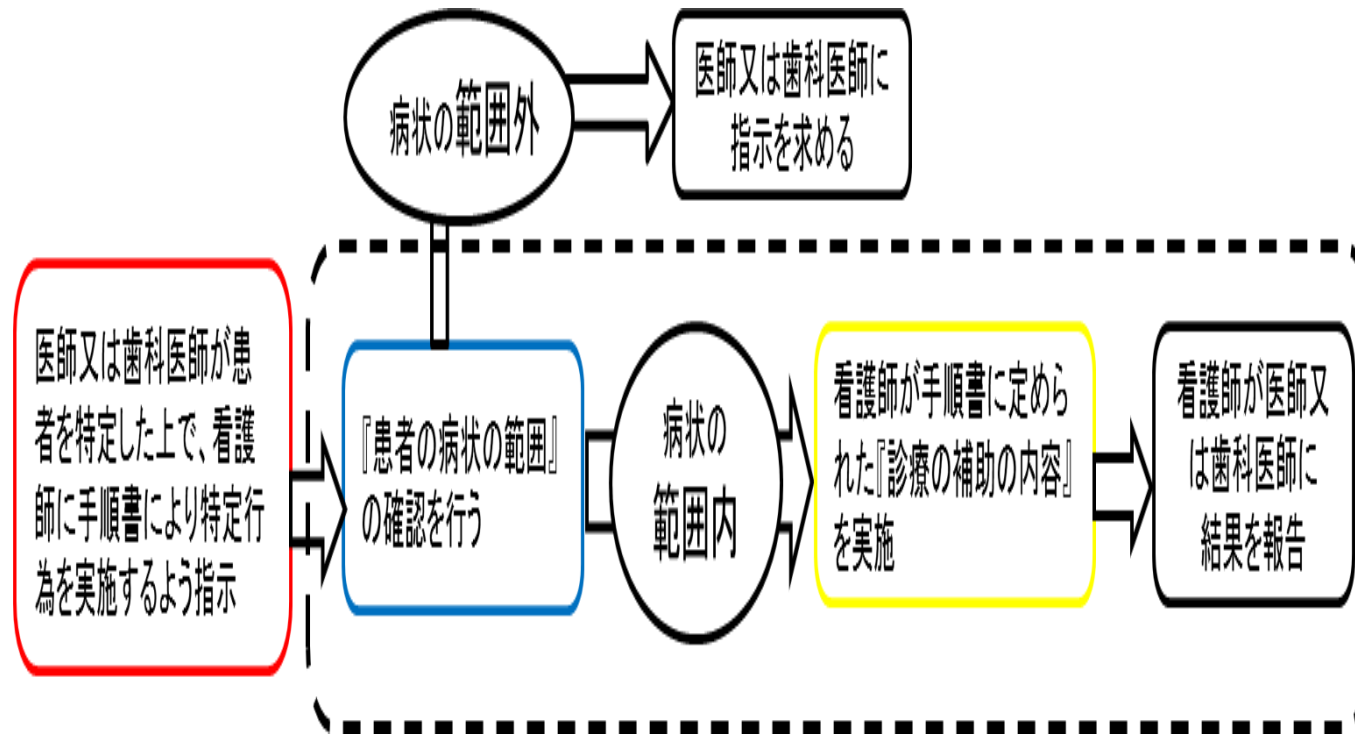 病状の範囲外
医師又は歯科医師に
指示を求める
医師又は歯科医師が患
者を特定した上で、看護
師に手順書により特定行
為を実施するよう指示
『患者の病状の範囲』
の確認を行う
病状の
範囲内
看護師が手順書に定めら
れた『診療の補助の内容』
を実施
看護師が医師又
は歯科医師に
結果を報告